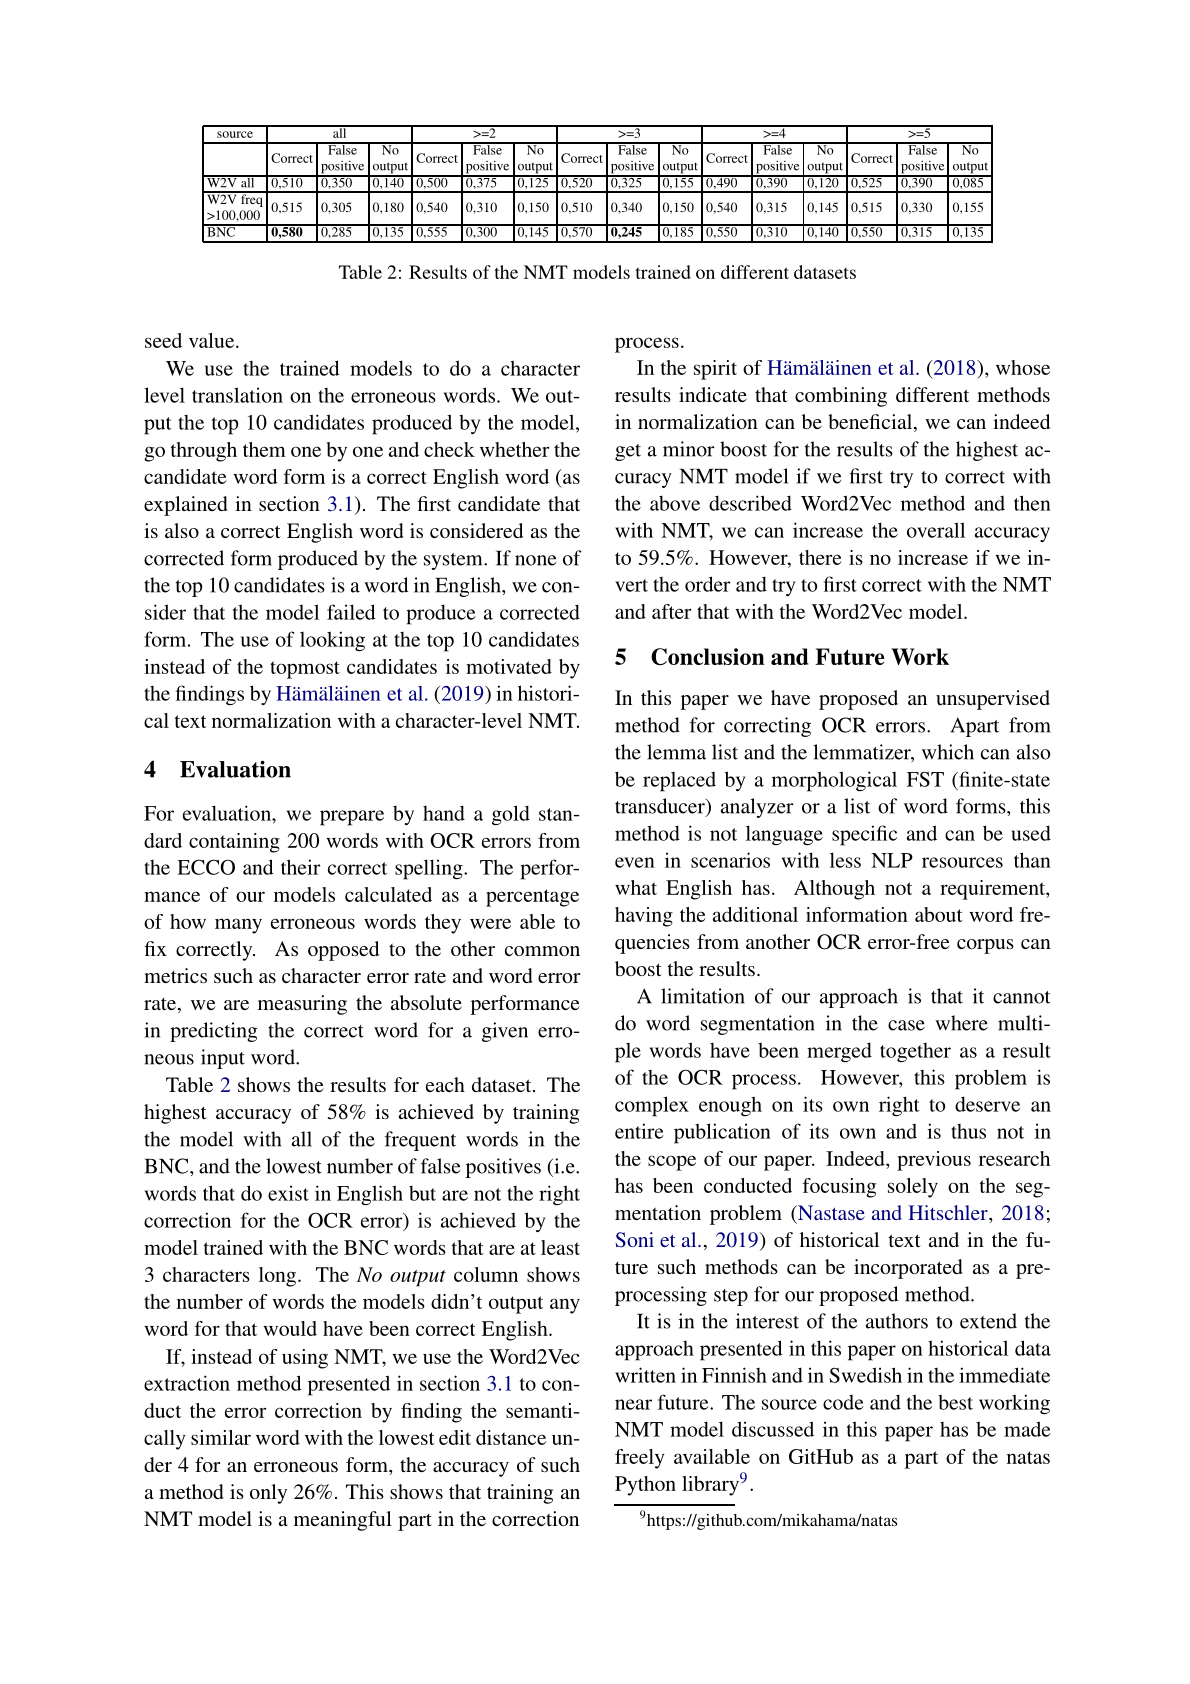 source all >=2 >=3 >=4 >=5
Correct False positive No output Correct False positive No output Correct False positive No output Correct False positive No output Correct False positive No output
W2V all 0,510 0,350 0,140 0,500 0,375 0,125 0,520 0,325 0,155 0,490 0,390 0,120 0,525 0,390 0,085
W2V freq >100,000 0,515 0,305 0,180 0,540 0,310 0,150 0,510 0,340 0,150 0,540 0,315 0,145 0,515 0,330 0,155
BNC 0,580 0,285 0,135 0,555 0,300 0,145 0,570 0,245 0,185 0,550 0,310 0,140 0,550 0,315 0,135
Table 2: Results of the NMT models trained on different datasets
seed value.
We use the trained models to do a character
level translation on the erroneous words. We out-
put the top 10 candidates produced by the model,
go through them one by one and check whether the
candidate word form is a correct English word (as
explained in section 3.1). The first candidate that
is also a correct English word is considered as the
corrected form produced by the system. If none of
the top 10 candidates is a word in English, we con-
sider that the model failed to produce a corrected
form. The use of looking at the top 10 candidates
instead of the topmost candidates is motivated by
the findings by Hämäläinen et al. (2019) in histori-
cal text normalization with a character-level NMT.
4 Evaluation
For evaluation, we prepare by hand a gold stan-
dard containing 200 words with OCR errors from
the ECCO and their correct spelling. The perfor-
mance of our models calculated as a percentage
of how many erroneous words they were able to
fix correctly. As opposed to the other common
metrics such as character error rate and word error
rate, we are measuring the absolute performance
in predicting the correct word for a given erro-
neous input word.
Table 2 shows the results for each dataset. The
highest accuracy of 58% is achieved by training
the model with all of the frequent words in the
BNC, and the lowest number of false positives (i.e.
words that do exist in English but are not the right
correction for the OCR error) is achieved by the
model trained with the BNC words that are at least
3 characters long. The No output column shows
the number of words the models didn't output any
word for that would have been correct English.
If, instead of using NMT, we use the Word2Vec
extraction method presented in section 3.1 to con-
duct the error correction by finding the semanti-
cally similar word with the lowest edit distance un-
der 4 for an erroneous form, the accuracy of such
a method is only 26%. This shows that training an
NMT model is a meaningful part in the correction
process.
In the spirit of Hämäläinen et al. (2018), whose
results indicate that combining different methods
in normalization can be beneficial, we can indeed
get a minor boost for the results of the highest ac-
curacy NMT model if we first try to correct with
the above described Word2Vec method and then
with NMT, we can increase the overall accuracy
to 59.5%. However, there is no increase if we in-
vert the order and try to first correct with the NMT
and after that with the Word2Vec model.
5 Conclusion and Future Work
In this paper we have proposed an unsupervised
method for correcting OCR errors. Apart from
the lemma list and the lemmatizer, which can also
be replaced by a morphological FST (finite-state
transducer) analyzer or a list of word forms, this
method is not language specific and can be used
even in scenarios with less NLP resources than
what English has. Although not a requirement,
having the additional information about word fre-
quencies from another OCR error-free corpus can
boost the results.
A limitation of our approach is that it cannot
do word segmentation in the case where multi-
ple words have been merged together as a result
of the OCR process. However, this problem is
complex enough on its own right to deserve an
entire publication of its own and is thus not in
the scope of our paper. Indeed, previous research
has been conducted focusing solely on the seg-
mentation problem (Nastase and Hitschler, 2018;
Soni et al., 2019) of historical text and in the fu-
ture such methods can be incorporated as a pre-
processing step for our proposed method.
It is in the interest of the authors to extend the
approach presented in this paper on historical data
written in Finnish and in Swedish in the immediate
near future. The source code and the best working
NMT model discussed in this paper has be made
freely available on GitHub as a part of the natas
Python library⁹.
⁹https://github.com/mikahama/natas